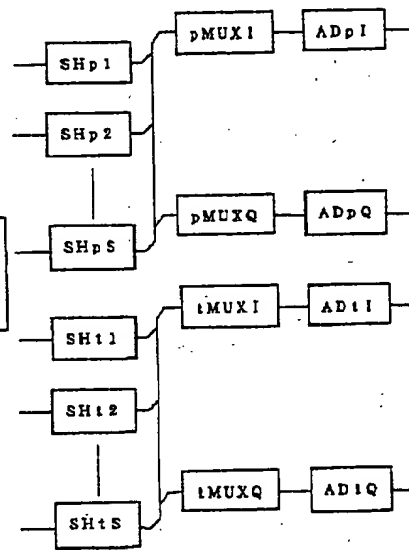 pMUXI
ADpI
SHp1
SHp2
pMUXQ
ADpQ
SHpS
tMUXI
ADtI
SHt1
SHt2
tMUXQ
ADtQ
SHtS